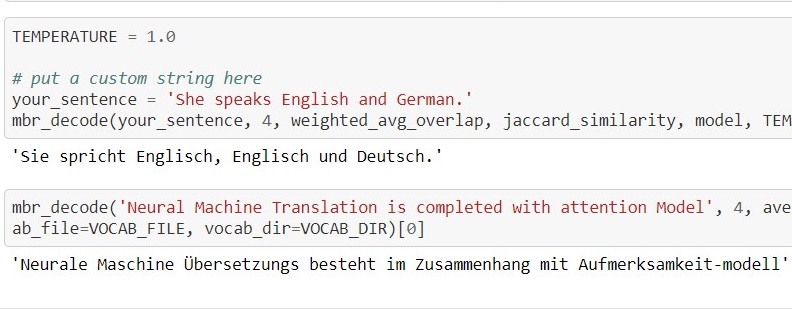 TEMPERATURE = 1.0
# put a custom string here
your_sentence = 'She speaks English and German.'
mbr_decode(your_sentence, 4, weighted_avg_overlap, jaccard_similarity, model, TEM
'Sie spricht Englisch, Englisch und Deutsch.'
mbr_decode('Neural Machine Translation is completed with attention Model', 4, ave
ab_file=VOCAB_FILE, vocab_dir=VOCAB_DIR)[0]
'Neurale Maschine Übersetzungs besteht im Zusammenhang mit Aufmerksamkeit-modell'